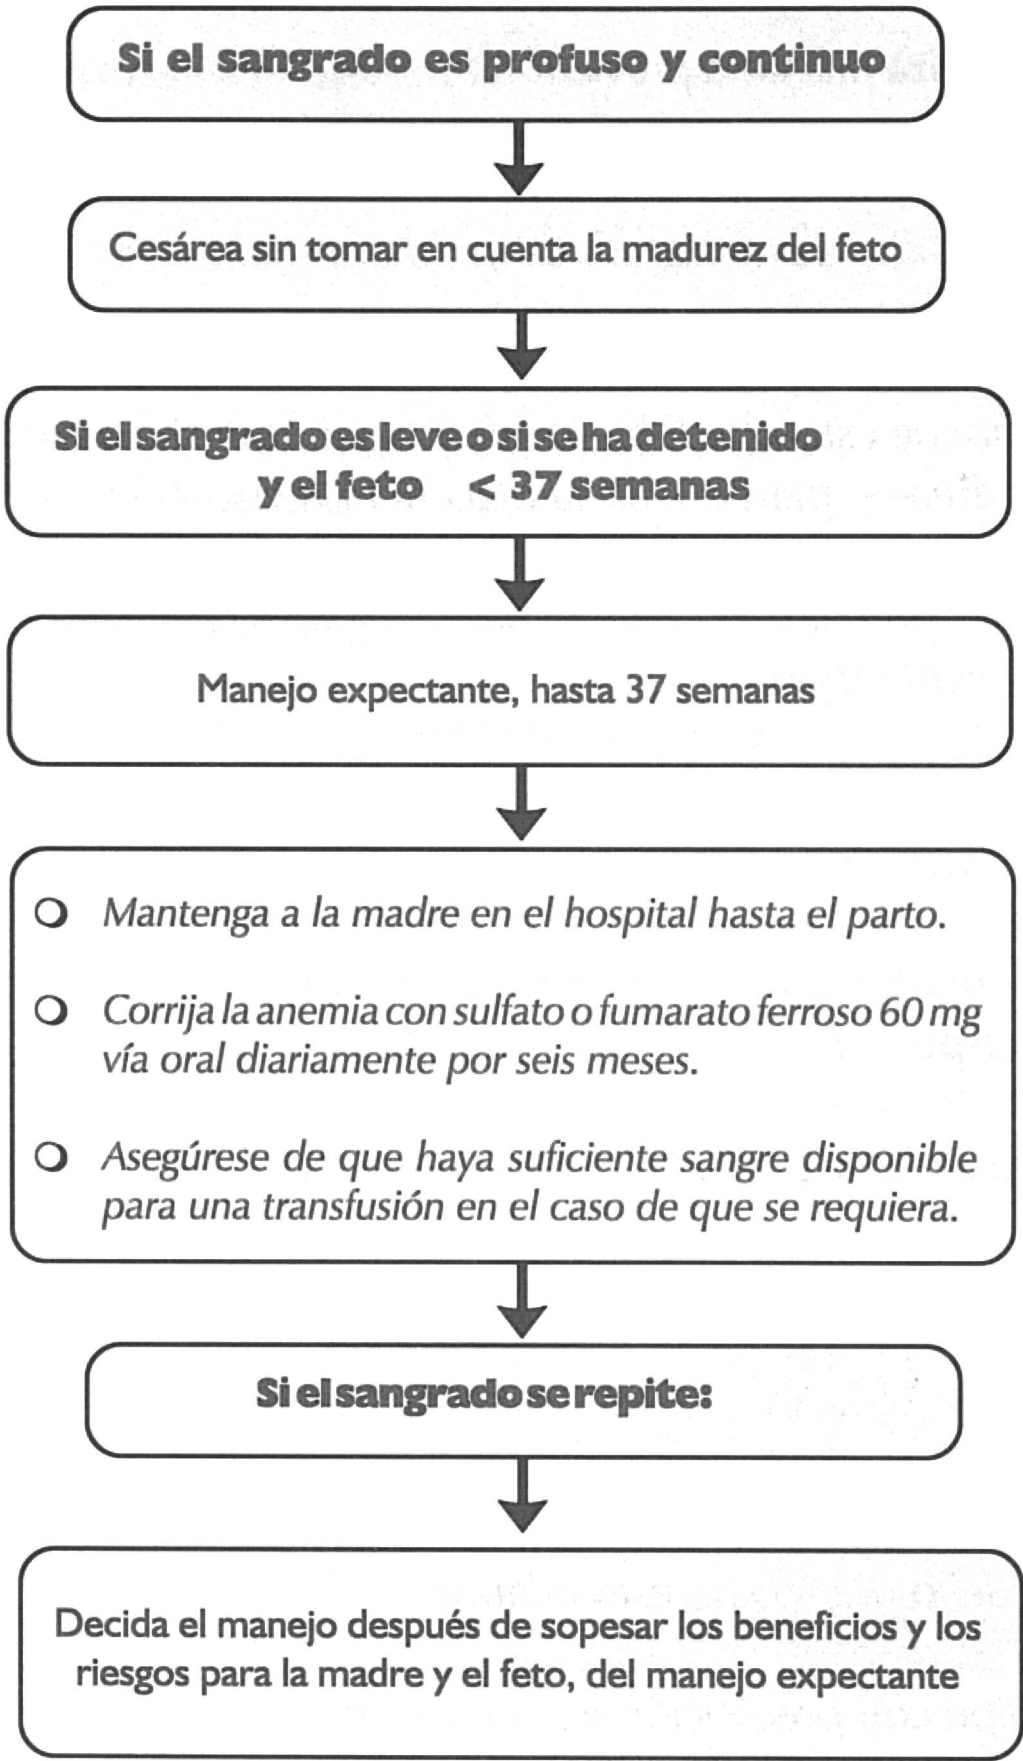 Si el sangrado es profuso y continuo
Cesárea sin tomar en cuenta la madurez del feto
Si el sangrado es leve o si se ha detenido
y el feto < 37 semanas
Manejo expectante, hasta 37 semanas
○ Mantenga a la madre en el hospital hasta el parto.
○ Corrija la anemia con sulfato o fumarato ferroso 60 mg
vía oral diariamente por seis meses.
○ Asegúrese de que haya suficiente sangre disponible
para una transfusión en el caso de que se requiera.
Si el sangrado se repite:
Decida el manejo después de sopesar los beneficios y los
riesgos para la madre y el feto, del manejo expectante